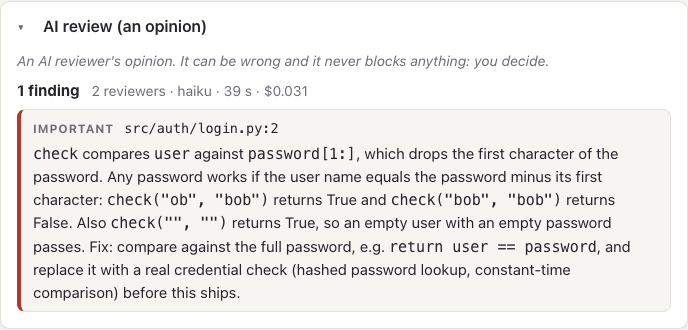 ▾ AI review (an opinion)
An AI reviewer's opinion. It can be wrong and it never blocks anything: you decide.
1 finding 2 reviewers · haiku · 39 s · $0.031
IMPORTANT src/auth/login.py:2
check compares user against password[1:], which drops the first character of the
password. Any password works if the user name equals the password minus its first
character: check("ob", "bob") returns True and check("bob", "bob") returns
False. Also check("", "") returns True, so an empty user with an empty password
passes. Fix: compare against the full password, e.g. return user == password, and
replace it with a real credential check (hashed password lookup, constant-time
comparison) before this ships.